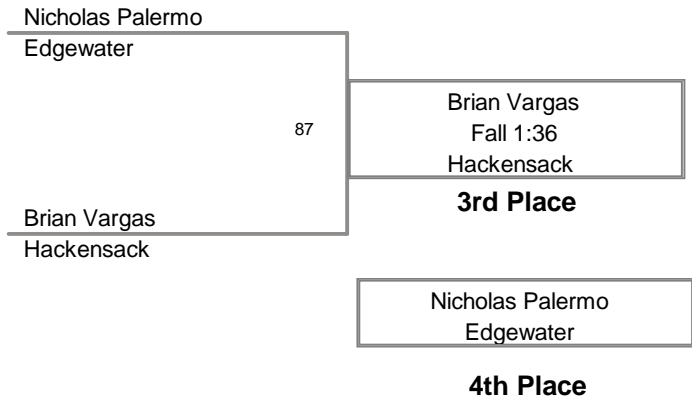 Nicholas Palermo
Edgewater
87
Brian Vargas
Fall 1:36
Hackensack
3rd Place
Brian Vargas
Hackensack
Nicholas Palermo
Edgewater
4th Place